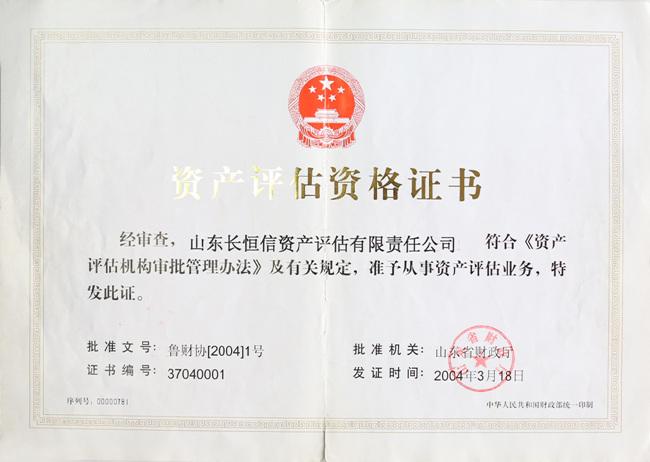 资产评估资格证书
经审查，山东长恒信资产评估有限责任公司 符合《资产
评估机构审批管理办法》及有关规定，准予从事资产评估业务，特
发此证。
批准文号：鲁财协[2004]1号
证书编号：37040001
批准机关：山东省财政厅
发证时间：2004年3月18日
序列号：00000781
中华人民共和国财政部统一印制